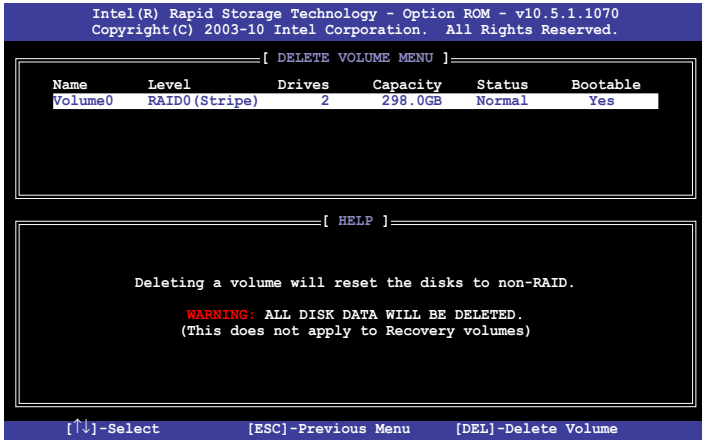 Intel(R) Rapid Storage Technology - Option ROM - v10.5.1.1070
Copyright(C) 2003-10 Intel Corporation. All Rights Reserved.
[ DELETE VOLUME MENU ]
Name Level Drives Capacity Status Bootable
Volume0 RAID0(Stripe) 2 298.0GB Normal Yes
[ HELP ]
Deleting a volume will reset the disks to non-RAID.
WARNING: ALL DISK DATA WILL BE DELETED.
(This does not apply to Recovery volumes)
[↑↓]-Select [ESC]-Previous Menu [DEL]-Delete Volume